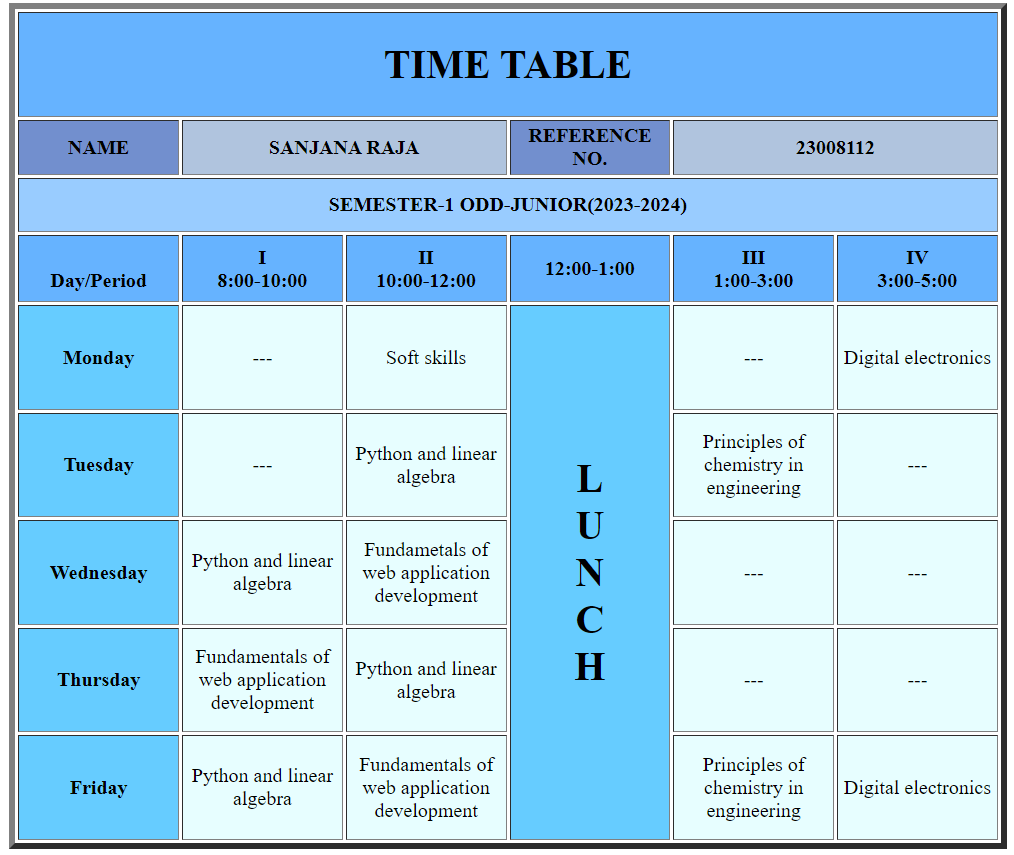 TIME TABLE
NAME
SANJANA RAJA
REFERENCE
NO.
23008112
SEMESTER-1 ODD-JUNIOR(2023-2024)
Day/Period
I
8:00-10:00
II
10:00-12:00
12:00-1:00
III
1:00-3:00
IV
3:00-5:00
Monday
---
Soft skills
L
U
N
C
H
---
Digital electronics
Tuesday
---
Python and linear
algebra
Principles of
chemistry in
engineering
---
Wednesday
Python and linear
algebra
Fundametals of
web application
development
---
---
Thursday
Fundamentals of
web application
development
Python and linear
algebra
---
---
Friday
Python and linear
algebra
Fundamentals of
web application
development
Principles of
chemistry in
engineering
Digital electronics